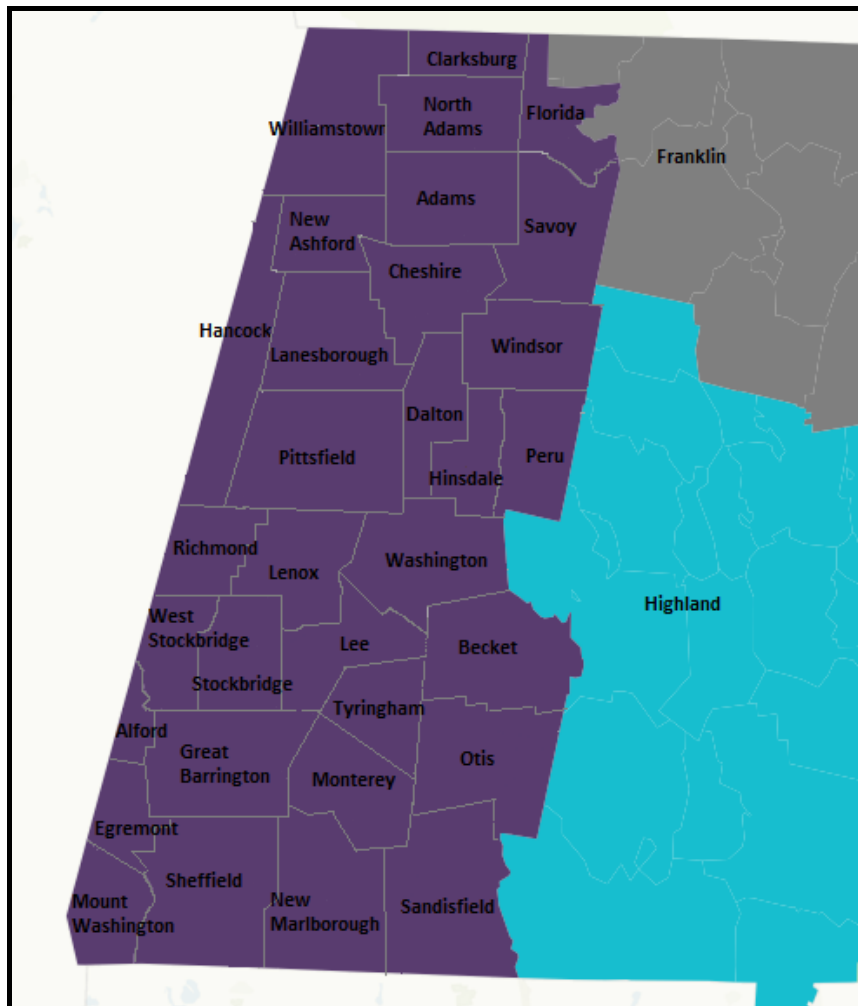 Clarksburg
North
Adams
Florida
Williamstown
Franklin
Adams
New
Ashford
Savoy
Cheshire
Hancock
Lanesborough
Windsor
Dalton
Pittsfield
Hinsdale
Peru
Richmond
Lenox
Washington
Highland
West
Stockbridge
Lee
Becket
Stockbridge
Tyringham
Alford
Great
Barrington
Monterey
Otis
Egremont
Sheffield
Mount
Washington
New
Marlborough
Sandisfield